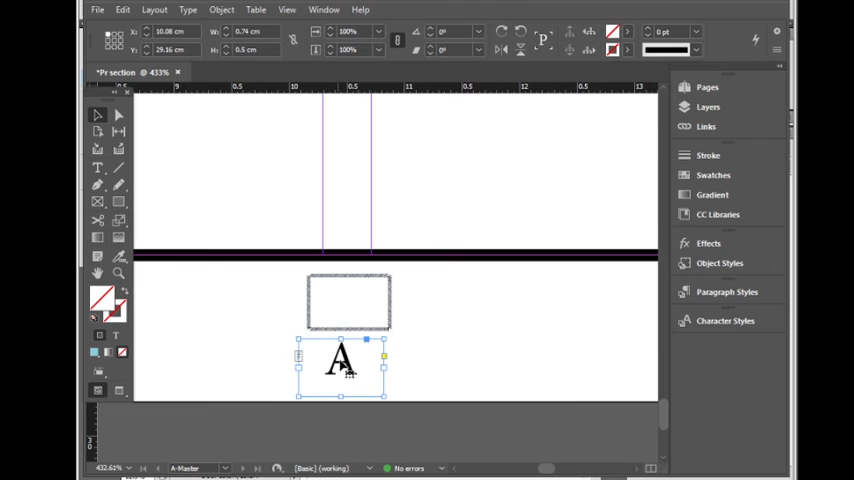 File Edit Layout Type Object Table View Window Help
X: 10.08 cm W: 0.74 cm 100% 0° P 0 pt
Y: 29.16 cm H: 0.5 cm 100% 0°
*Pr section @ 433% ×
9 0.5 10 0.5 11 0.5 12 0.5 13
Pages
Layers
Links
Stroke
Swatches
Gradient
CC Libraries
Effects
Object Styles
Paragraph Styles
Character Styles
A
432.61% A-Master [Basic] (working) No errors